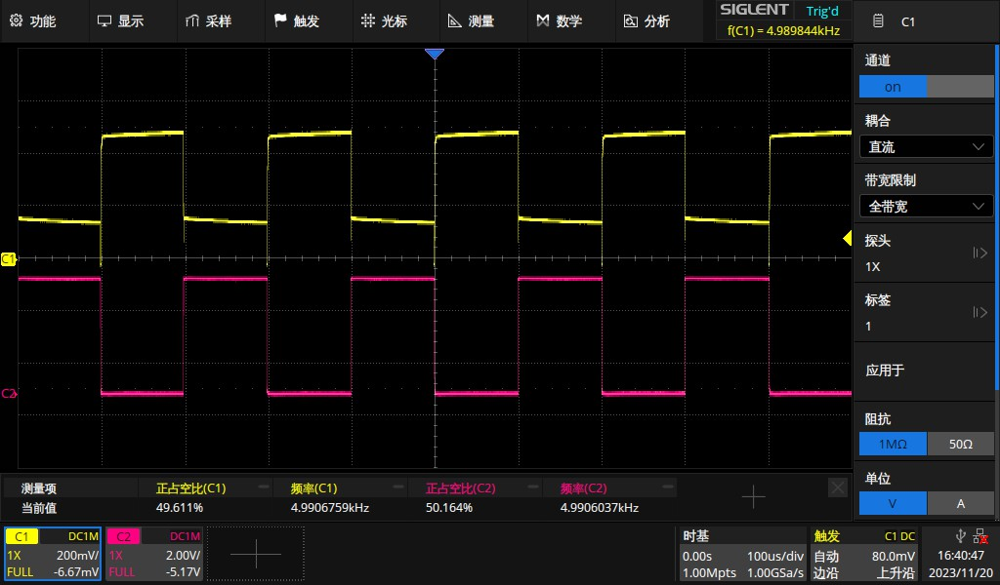 功能 显示 采样 触发 光标 测量 数学 分析
SIGLENT Trig'd
f(C1) = 4.989844kHz
C1
通道
on
耦合
直流
带宽限制
全带宽
探头
1X
标签
1
应用于
阻抗
1MΩ 50Ω
单位
V A
C1
C2
测量项 正占空比(C1) 频率(C1) 正占空比(C2) 频率(C2)
当前值 49.611% 4.9906759kHz 50.164% 4.9906037kHz
C1 DC1M
1X 200mV/
FULL -6.67mV
C2 DC1M
1X 2.00V/
FULL -5.17V
时基
0.00s 100us/div
1.00Mpts 1.00GSa/s
触发 C1 DC
自动 80.0mV
边沿 上升沿
16:40:47
2023/11/20